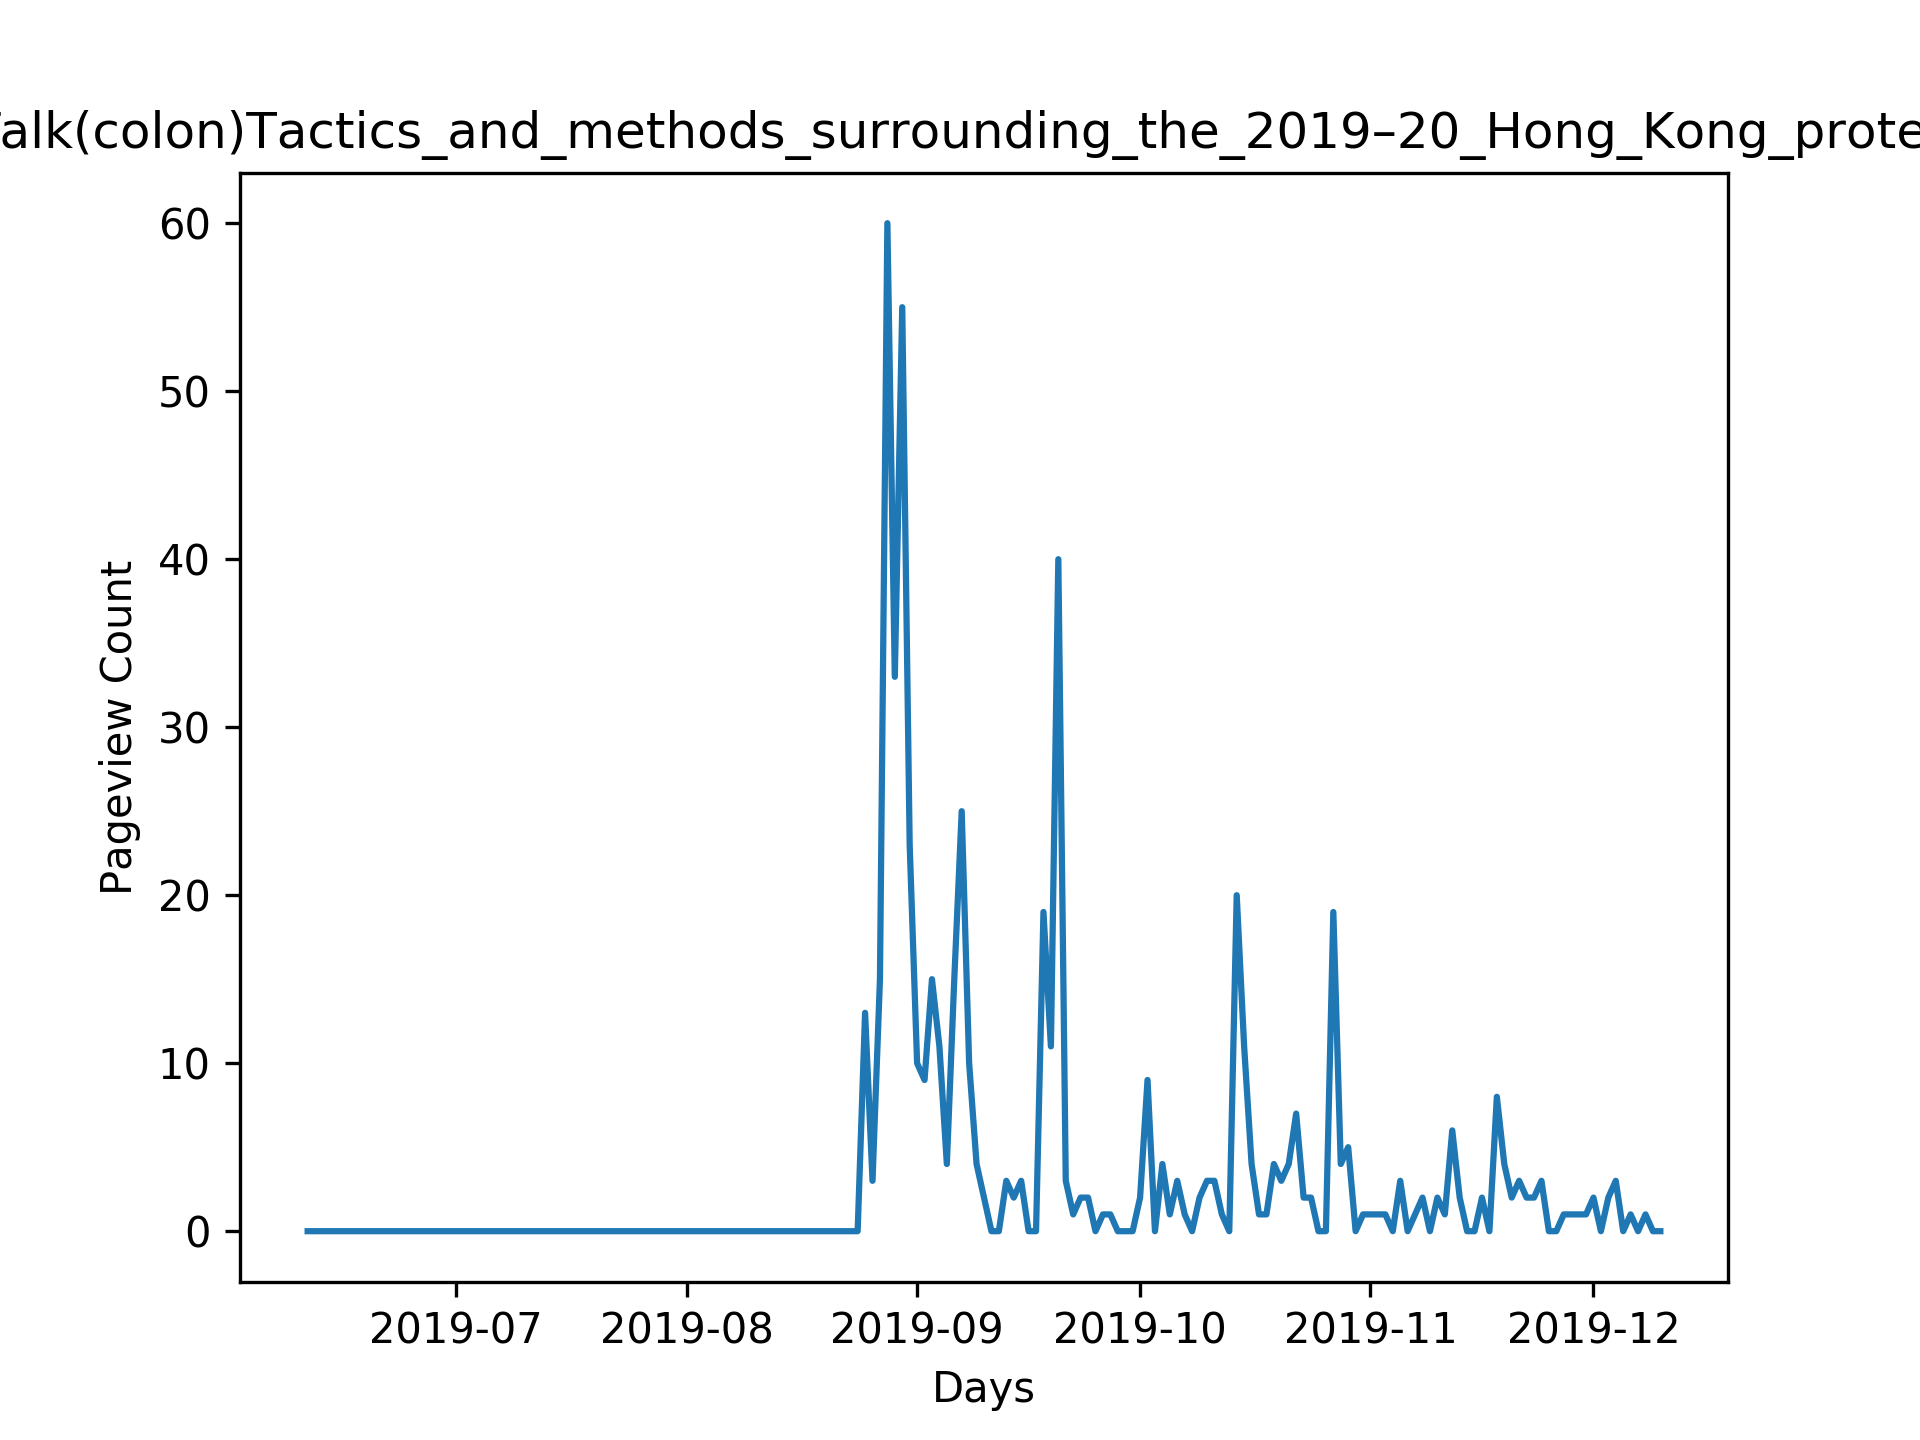 alk(colon)Tactics_and_methods_surrounding_the_2019–20_Hong_Kong_prote
60
50
40
30
20
10
0
Pageview Count
2019-07 2019-08 2019-09 2019-10 2019-11 2019-12
Days